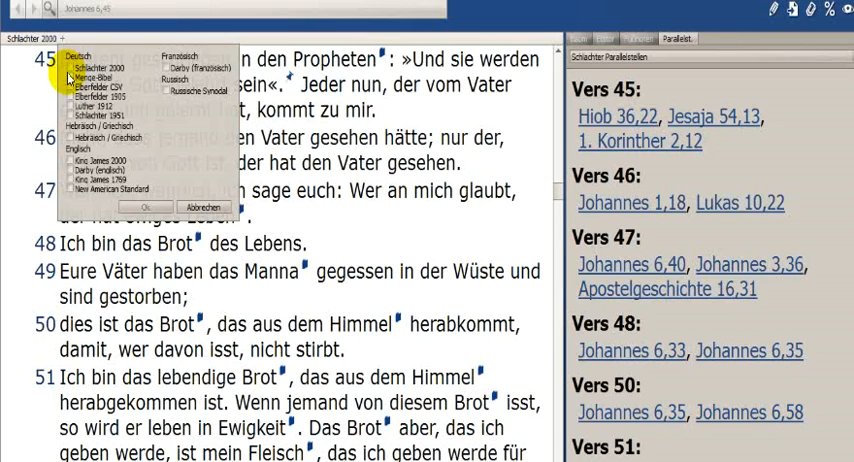 Johannes 6,45
Schlachter 2000 +
Deutsch
Schlachter 2000
Menge-Bibel
Elberfelder CSV
Elberfelder 1905
Luther 1912
Schlachter 1951
Hebräisch / Griechisch
Hebräisch / Griechisch
Englisch
King James 2000
Darby (englisch)
King James 1769
New American Standard
Französisch
Darby (französisch)
Russisch
Russische Synodal
Ok
Abbrechen
45
in den Propheten: »Und sie werden
sein«. Jeder nun, der vom Vater
hat, kommt zu mir.
46
den Vater gesehen hätte; nur der,
der hat den Vater gesehen.
47
sage euch: Wer an mich glaubt,
48 Ich bin das Brot des Lebens.
49 Eure Väter haben das Manna gegessen in der Wüste und
sind gestorben;
50 dies ist das Brot, das aus dem Himmel herabkommt,
damit, wer davon isst, nicht stirbt.
51 Ich bin das lebendige Brot, das aus dem Himmel
herabgekommen ist. Wenn jemand von diesem Brot isst,
so wird er leben in Ewigkeit. Das Brot aber, das ich
geben werde, ist mein Fleisch, das ich geben werde für
Parallelst.
Schlachter Parallelstellen
Vers 45:
Hiob 36,22, Jesaja 54,13,
1. Korinther 2,12
Vers 46:
Johannes 1,18, Lukas 10,22
Vers 47:
Johannes 6,40, Johannes 3,36,
Apostelgeschichte 16,31
Vers 48:
Johannes 6,33, Johannes 6,35
Vers 50:
Johannes 6,35, Johannes 6,58
Vers 51: